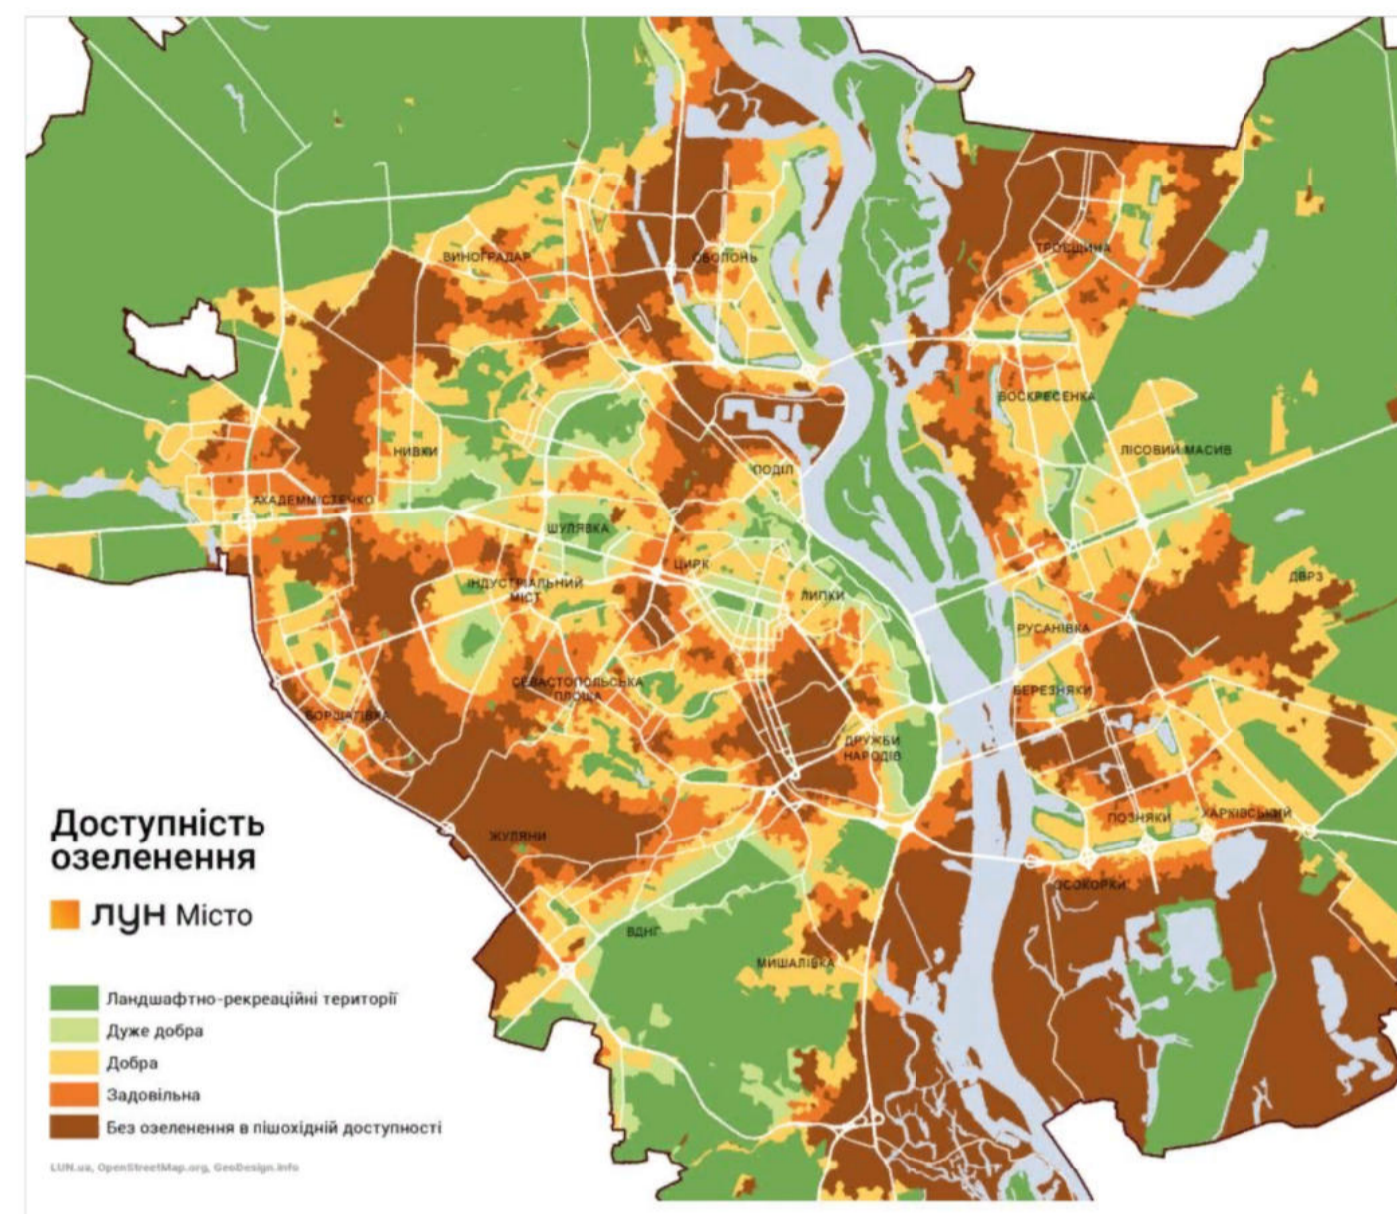 ВИНОГРАДАР
ОБОЛОНЬ
ТРОЄЩИНА
ВОСКРЕСЕНКА
НИВКИ
ПОДІЛ
ЛІСОВИЙ МАСИВ
АКАДЕММІСТЕЧКО
ШУЛЯВКА
ЦИРК
ІНДУСТРІАЛЬНИЙ
МІСТ
ЛИПКИ
ДВРЗ
РУСАНІВКА
СЕВАСТОПОЛЬСЬКА
ПЛОЩА
БЕРЕЗНЯКИ
БОРЩАГІВКА
ДРУЖБИ
НАРОДІВ
ПОЗНЯКИ
ХАРКІВСЬКИЙ
ЖУЛЯНИ
ОСОКОРКИ
ВДНГ
МИШАЛІВКА
Доступність
озеленення
ЛУН Місто
Ландшафтно-рекреаційні території
Дуже добра
Добра
Задовільна
Без озеленення в пішохідній доступності
LUN.ua, OpenStreetMap.org, GeoDesign.info